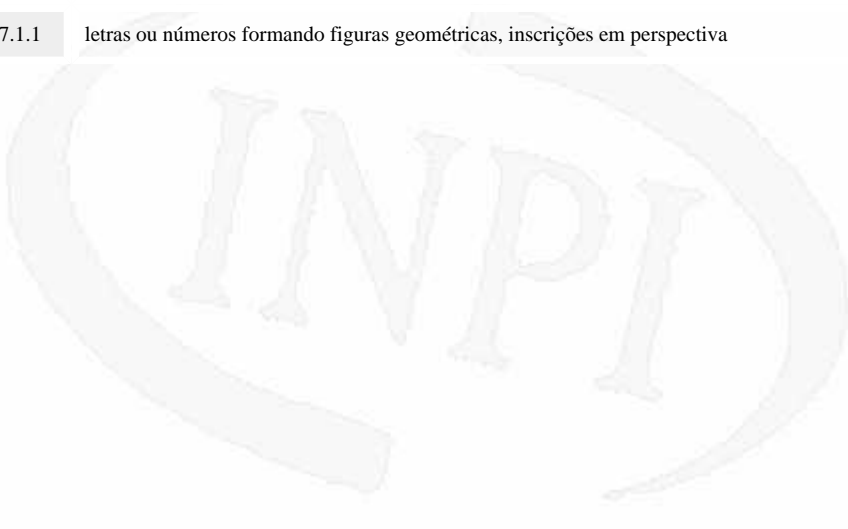 7.1.1 letras ou números formando figuras geométricas, inscrições em perspectiva
INPI